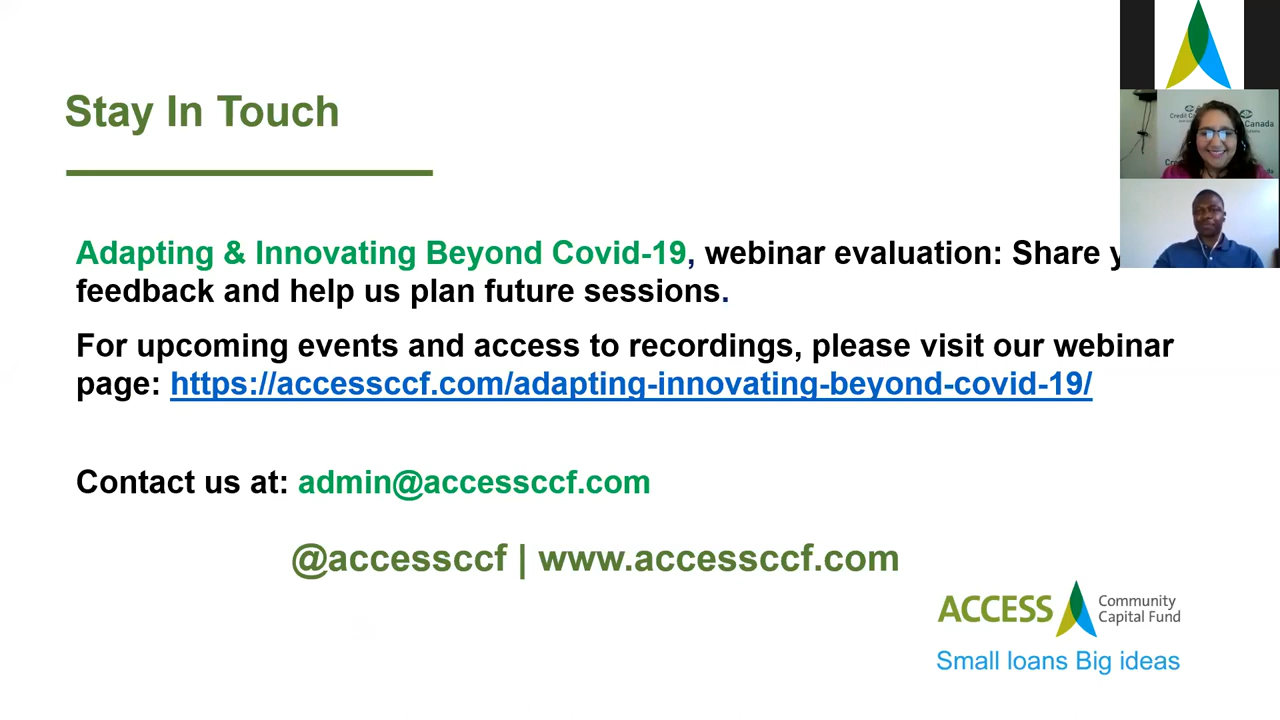 Stay In Touch
Adapting & Innovating Beyond Covid-19, webinar evaluation: Share
feedback and help us plan future sessions.
For upcoming events and access to recordings, please visit our webinar
page: https://accessccf.com/adapting-innovating-beyond-covid-19/
Contact us at: admin@accessccf.com
@accessccf | www.accessccf.com
ACCESS Community
Capital Fund
Small loans Big ideas
Canada